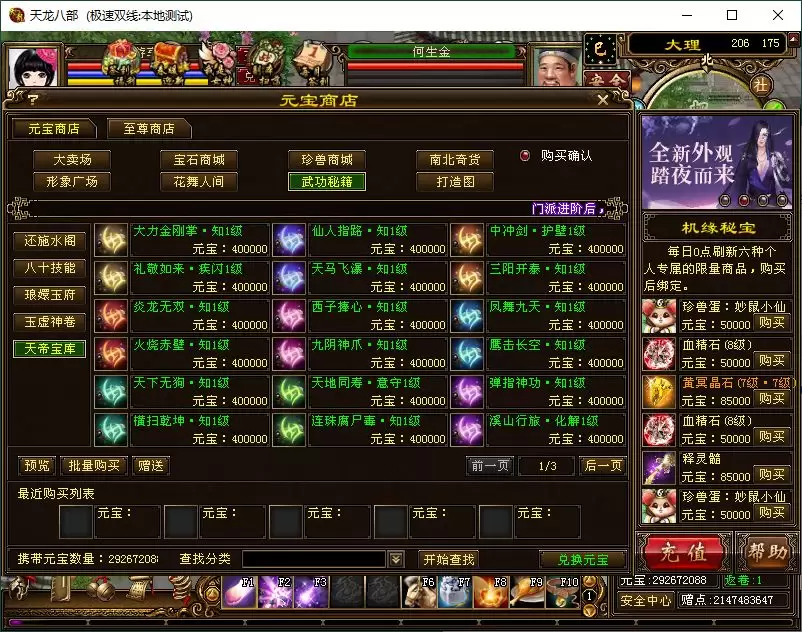 天龙八部 (极速双线:本地测试)
何生金
大理 206 175
北
安全
社
? 元宝商店
元宝商店 至尊商店
大卖场 宝石商城 珍兽商城 南北奇货 购买确认
形象广场 花舞人间 武功秘籍 打造图
门派进阶后，
还施水阁
八十技能
琅嬛玉府
玉虚神卷
天帝宝库
大力金刚掌·知1级 仙人指路·知1级 中冲剑·护壁1级
元宝：400000 元宝：400000 元宝：400000
礼敬如来·疾闪1级 天马飞瀑·知1级 三阳开泰·知1级
元宝：400000 元宝：400000 元宝：400000
炎龙无双·知1级 西子捧心·知1级 凤舞九天·知1级
元宝：400000 元宝：400000 元宝：400000
火烧赤壁·知1级 九阴神爪·知1级 鹰击长空·知1级
元宝：400000 元宝：400000 元宝：400000
天下无狗·知1级 天地同寿·意守1级 弹指神功·知1级
元宝：400000 元宝：400000 元宝：400000
横扫乾坤·知1级 连珠腐尸毒·知1级 溪山行旅·化解1级
元宝：400000 元宝：400000 元宝：400000
预览 批量购买 赠送 前一页 1/3 后一页
最近购买列表
元宝： 元宝： 元宝： 元宝： 元宝：
携带元宝数量：29267208 查找分类 开始查找 兑换元宝
全新外观
踏夜而来
机缘秘宝
每日0点刷新六种个
人专属的限量商品，购买
后绑定。
珍兽蛋：妙鼠小仙
元宝：50000 购买
血精石(8级)
元宝：50000 购买
黄冥晶石(7级·7级)
元宝：85000 购买
血精石(8级)
元宝：50000 购买
释灵髓
元宝：85000 购买
珍兽蛋：妙鼠小仙
元宝：50000 购买
充值 帮助
F1 F2 F3 F6 F7 F8 F9 F10 1
元宝:292672088 返卷:1
安全中心 赠点:2147483647